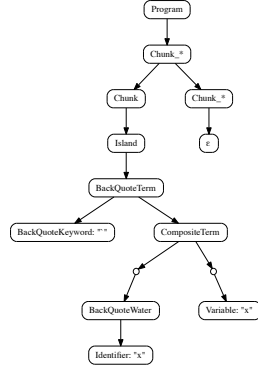 Program
Chunk_*
Chunk
Chunk_*
Island
ε
BackQuoteTerm
BackQuoteKeyword: "`"
CompositeTerm
BackQuoteWater
Variable: "x"
Identifier: "x"